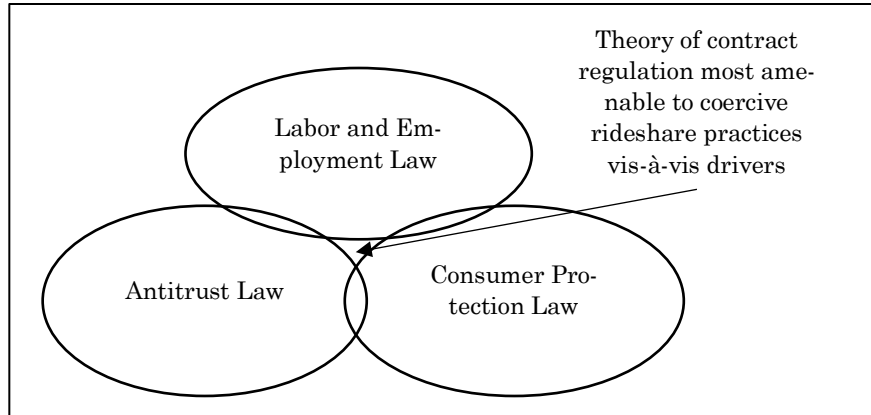 Theory of contract
regulation most ame-
nable to coercive
rideshare practices
vis-à-vis drivers
Labor and Em-
ployment Law
Antitrust Law
Consumer Pro-
tection Law